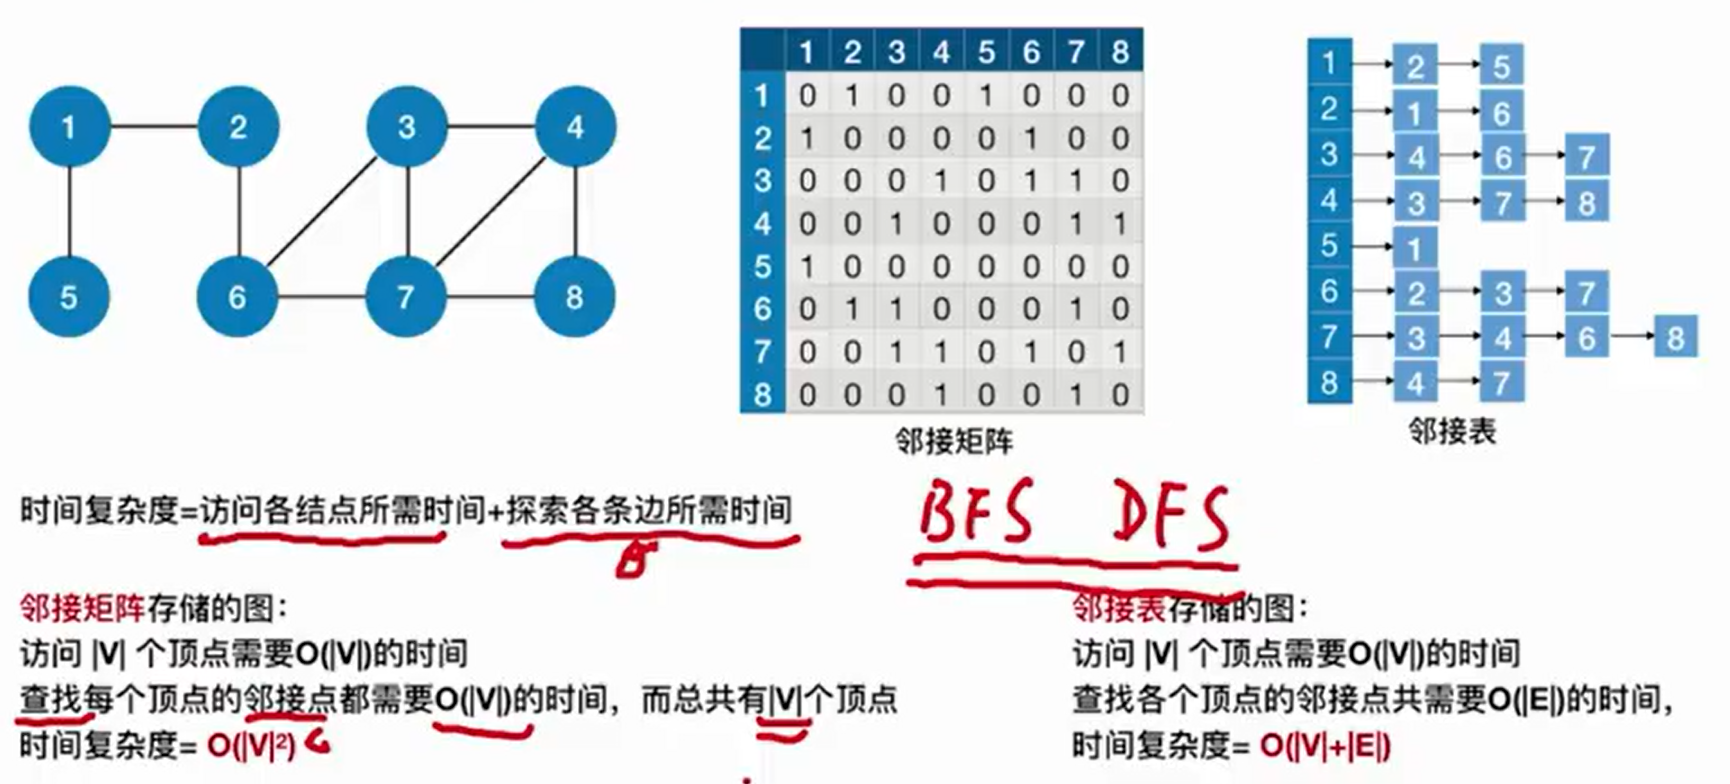 1 2 3 4
5 6 7 8
1 2 3 4 5 6 7 8
1 0 1 0 0 1 0 0 0
2 1 0 0 0 0 1 0 0
3 0 0 0 1 0 1 1 0
4 0 0 1 0 0 0 1 1
5 1 0 0 0 0 0 0 0
6 0 1 1 0 0 0 1 0
7 0 0 1 1 0 1 0 1
8 0 0 0 1 0 0 1 0
邻接矩阵
1 2 5
2 1 6
3 4 6 7
4 3 7 8
5 1
6 2 3 7
7 3 4 6 8
8 4 7
邻接表
时间复杂度=访问各结点所需时间+探索各条边所需时间
BFS DFS
邻接矩阵存储的图：
访问 |V| 个顶点需要O(|V|)的时间
查找每个顶点的邻接点都需要O(|V|)的时间，而总共有|V|个顶点
时间复杂度= O(|V|²)
邻接表存储的图：
访问 |V| 个顶点需要O(|V|)的时间
查找各个顶点的邻接点共需要O(|E|)的时间，
时间复杂度= O(|V|+|E|)